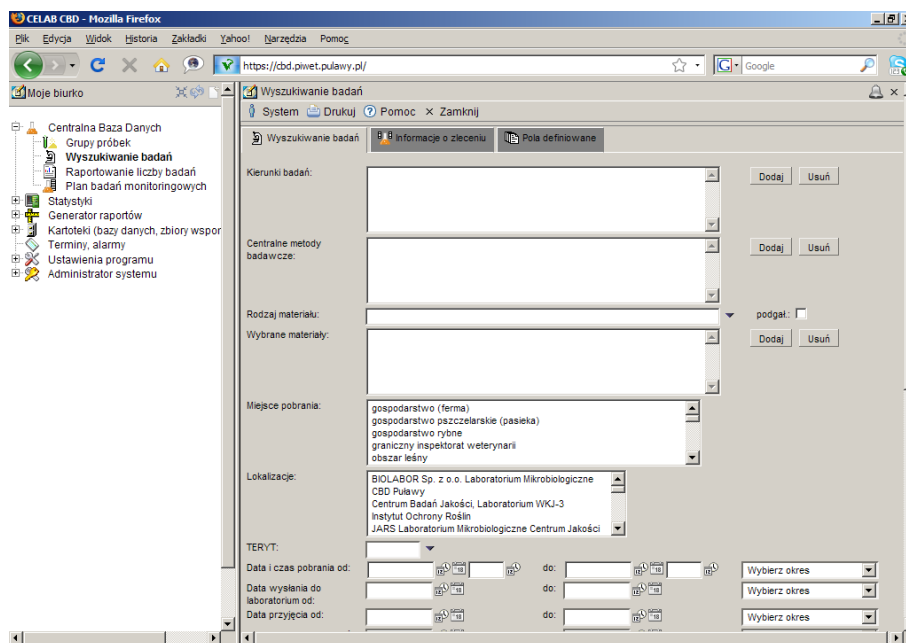 CELAB CBD - Mozilla Firefox
Plik Edycja Widok Historia Zakładki Yahoo! Narzędzia Pomoc
https://cbd.piwet.pulawy.pl/
G Google
Moje biurko
Wyszukiwanie badań
System Drukuj Pomoc Zamknij
Centralna Baza Danych
Grupy próbek
Wyszukiwanie badań
Raportowanie liczby badań
Plan badań monitoringowych
Statystyki
Generator raportów
Kartoteki (bazy danych, zbiory wspor
Terminy, alarmy
Ustawienia programu
Administrator systemu
Wyszukiwanie badań Informacje o zleceniu Pola definiowane
Kierunki badań: Dodaj Usuń
Centralne metody badawcze: Dodaj Usuń
Rodzaj materiału: podgał.:
Wybrane materiały: Dodaj Usuń
Miejsce pobrania:
gospodarstwo (ferma)
gospodarstwo pszczelarskie (pasieka)
gospodarstwo rybne
graniczny inspektorat weterynarii
obszar leśny
Lokalizacje:
BIOLABOR Sp. z o.o. Laboratorium Mikrobiologiczne
CBD Puławy
Centrum Badań Jakości, Laboratorium WKJ-3
Instytut Ochrony Roślin
JARS Laboratorium Mikrobiologiczne Centrum Jakości
TERYT:
Data i czas pobrania od: do: Wybierz okres
Data wysłania do laboratorium od: do: Wybierz okres
Data przyjęcia od: do: Wybierz okres